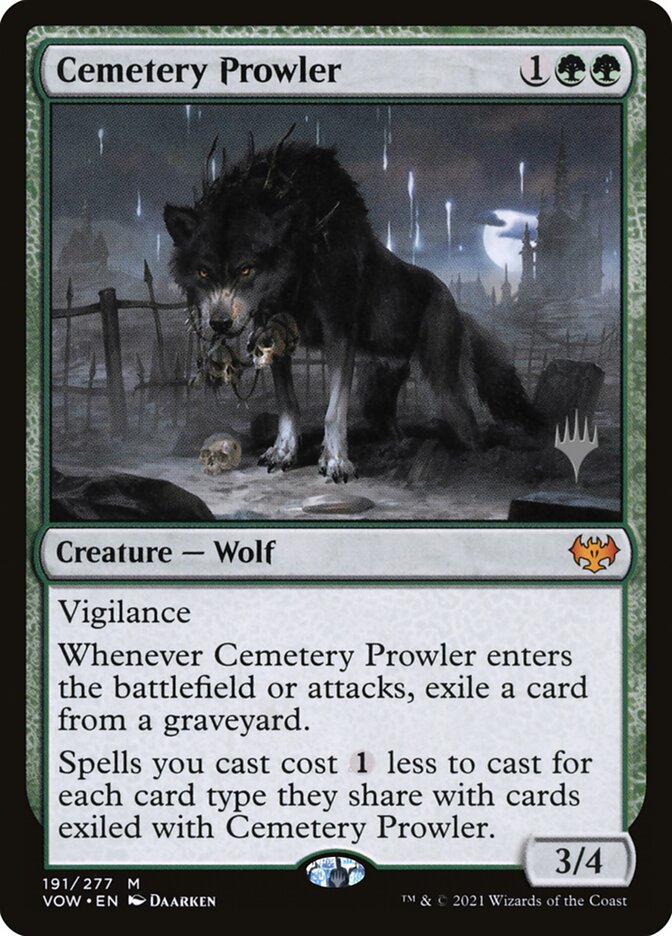 Cemetery Prowler 1
Creature — Wolf
Vigilance
Whenever Cemetery Prowler enters
the battlefield or attacks, exile a card
from a graveyard.
Spells you cast cost 1 less to cast for
each card type they share with cards
exiled with Cemetery Prowler.
3/4
191/277 M
VOW • EN Daarken
™ & © 2021 Wizards of the Coast